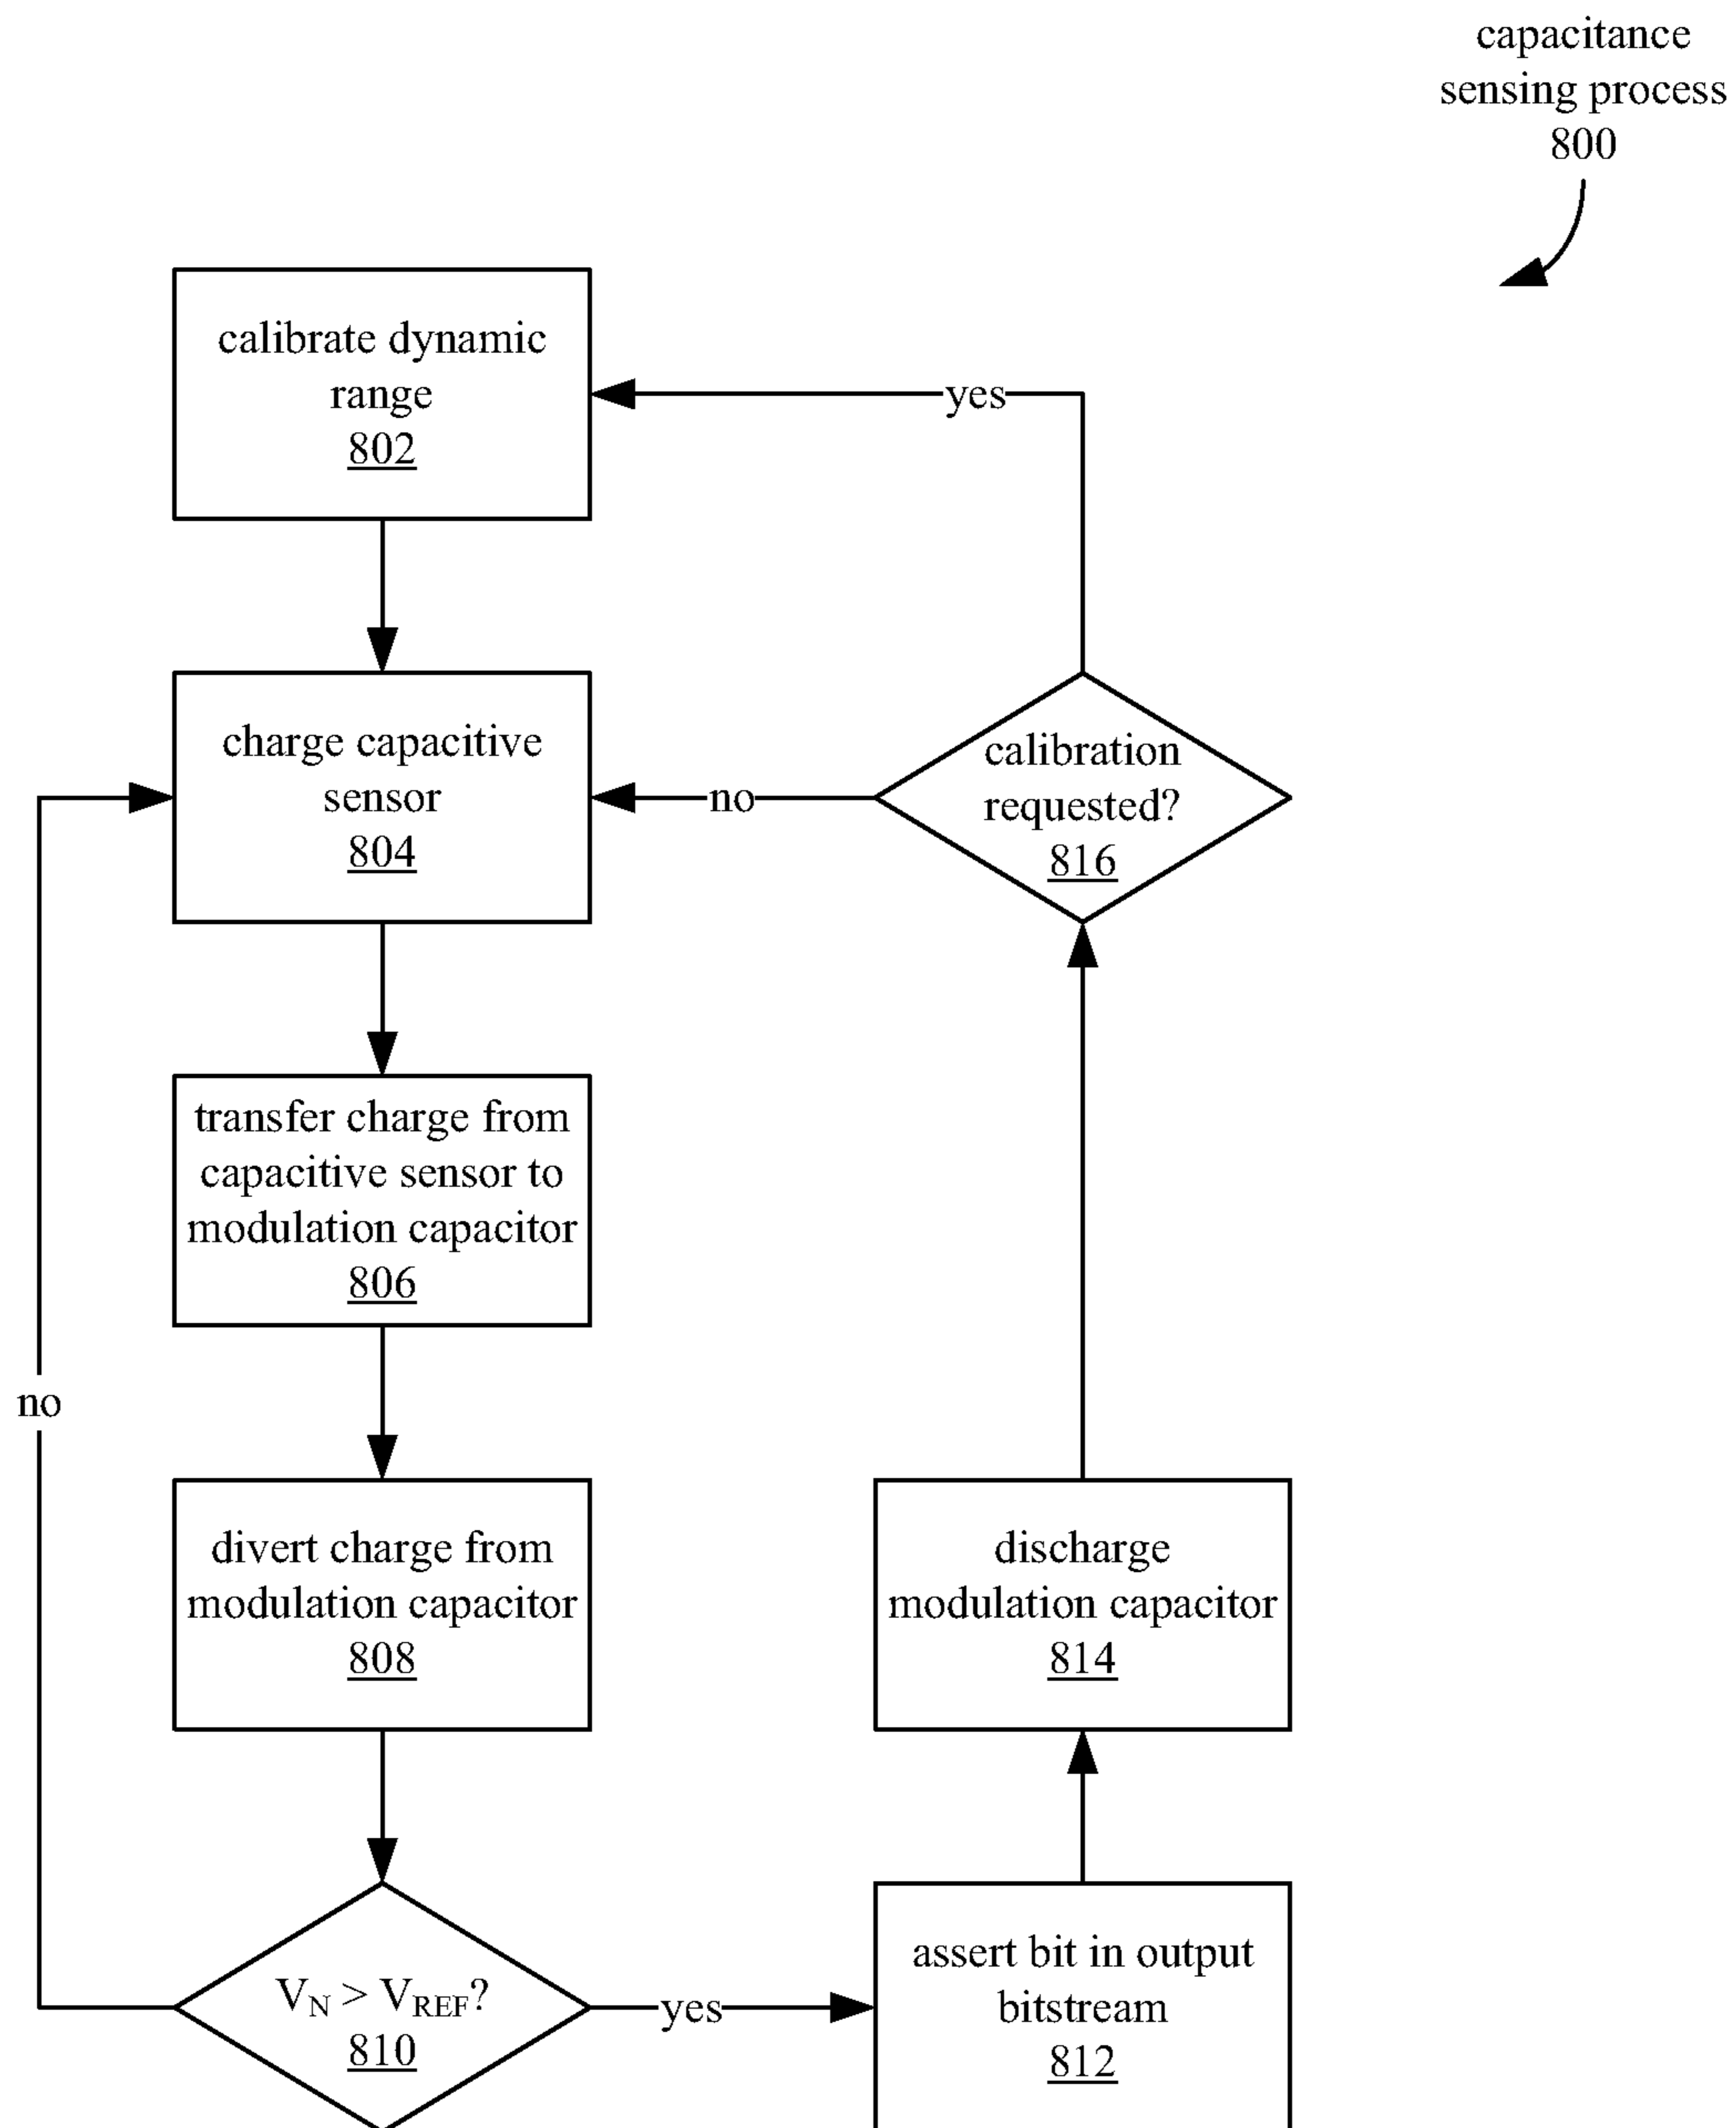 capacitance
sensing process
800
calibrate dynamic
range
802
yes
charge capacitive
sensor
804
no
calibration
requested?
816
transfer charge from
capacitive sensor to
modulation capacitor
806
no
divert charge from
modulation capacitor
808
discharge
modulation capacitor
814
V_N > V_REF?
810
yes
assert bit in output
bitstream
812